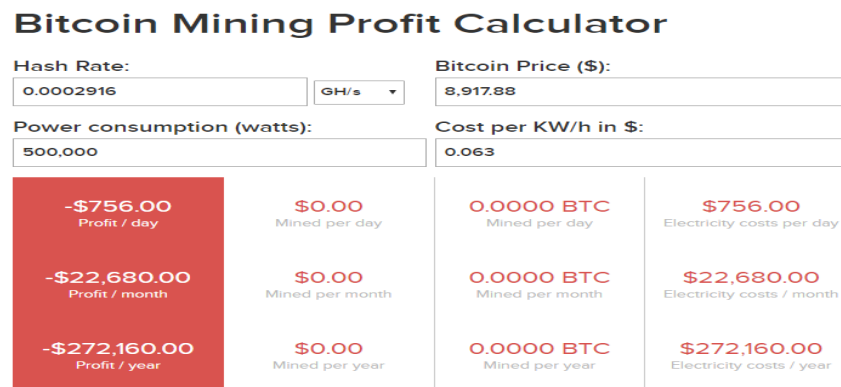 Bitcoin Mining Profit Calculator
Hash Rate: Bitcoin Price ($):
0.0002916 GH/s 8,917.88
Power consumption (watts): Cost per KW/h in $:
500,000 0.063
-$756.00 $0.00 0.0000 BTC $756.00
Profit / day Mined per day Mined per day Electricity costs per day
-$22,680.00 $0.00 0.0000 BTC $22,680.00
Profit / month Mined per month Mined per month Electricity costs / month
-$272,160.00 $0.00 0.0000 BTC $272,160.00
Profit / year Mined per year Mined per year Electricity costs / year